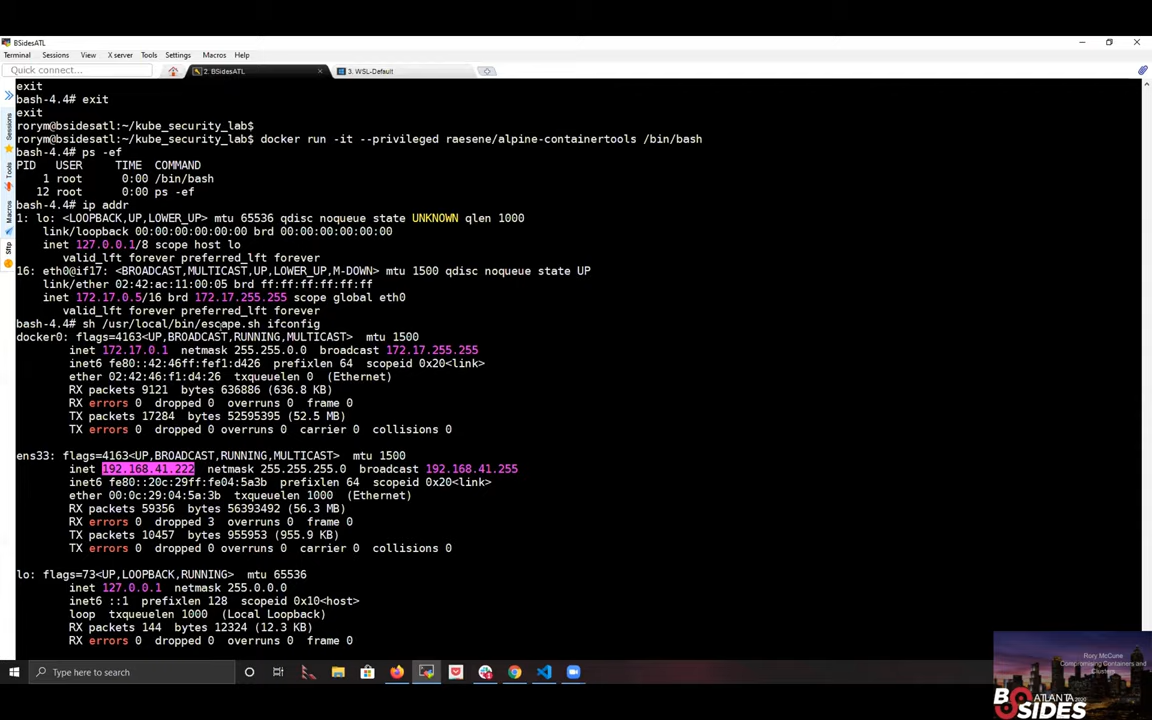 BSidesATL
Terminal Sessions View X server Tools Settings Macros Help
Quick connect...
2. BSidesATL
3. WSL-Default
Sessions
Tools
Macros
Sftp
exit
bash-4.4# exit
exit
rorym@bsidesatl:~/kube_security_lab$
rorym@bsidesatl:~/kube_security_lab$ docker run -it --privileged raesene/alpine-containertools /bin/bash
bash-4.4# ps -ef
PID USER TIME COMMAND
1 root 0:00 /bin/bash
12 root 0:00 ps -ef
bash-4.4# ip addr
1: lo: <LOOPBACK,UP,LOWER_UP> mtu 65536 qdisc noqueue state UNKNOWN qlen 1000
link/loopback 00:00:00:00:00:00 brd 00:00:00:00:00:00
inet 127.0.0.1/8 scope host lo
valid_lft forever preferred_lft forever
16: eth0@if17: <BROADCAST,MULTICAST,UP,LOWER_UP,M-DOWN> mtu 1500 qdisc noqueue state UP
link/ether 02:42:ac:11:00:05 brd ff:ff:ff:ff:ff:ff
inet 172.17.0.5/16 brd 172.17.255.255 scope global eth0
valid_lft forever preferred_lft forever
bash-4.4# sh /usr/local/bin/escape.sh ifconfig
docker0: flags=4163<UP,BROADCAST,RUNNING,MULTICAST> mtu 1500
inet 172.17.0.1 netmask 255.255.0.0 broadcast 172.17.255.255
inet6 fe80::42:46ff:fef1:d426 prefixlen 64 scopeid 0x20<link>
ether 02:42:46:f1:d4:26 txqueuelen 0 (Ethernet)
RX packets 9121 bytes 636886 (636.8 KB)
RX errors 0 dropped 0 overruns 0 frame 0
TX packets 17284 bytes 52595395 (52.5 MB)
TX errors 0 dropped 0 overruns 0 carrier 0 collisions 0
ens33: flags=4163<UP,BROADCAST,RUNNING,MULTICAST> mtu 1500
inet 192.168.41.222 netmask 255.255.255.0 broadcast 192.168.41.255
inet6 fe80::20c:29ff:fe04:5a3b prefixlen 64 scopeid 0x20<link>
ether 00:0c:29:04:5a:3b txqueuelen 1000 (Ethernet)
RX packets 59356 bytes 56393492 (56.3 MB)
RX errors 0 dropped 3 overruns 0 frame 0
TX packets 10457 bytes 955953 (955.9 KB)
TX errors 0 dropped 0 overruns 0 carrier 0 collisions 0
lo: flags=73<UP,LOOPBACK,RUNNING> mtu 65536
inet 127.0.0.1 netmask 255.0.0.0
inet6 ::1 prefixlen 128 scopeid 0x10<host>
loop txqueuelen 1000 (Local Loopback)
RX packets 144 bytes 12324 (12.3 KB)
RX errors 0 dropped 0 overruns 0 frame 0
Type here to search
Rory McCune
Compromising Containers and
Clusters
BSIDES
ATLANTA
2020